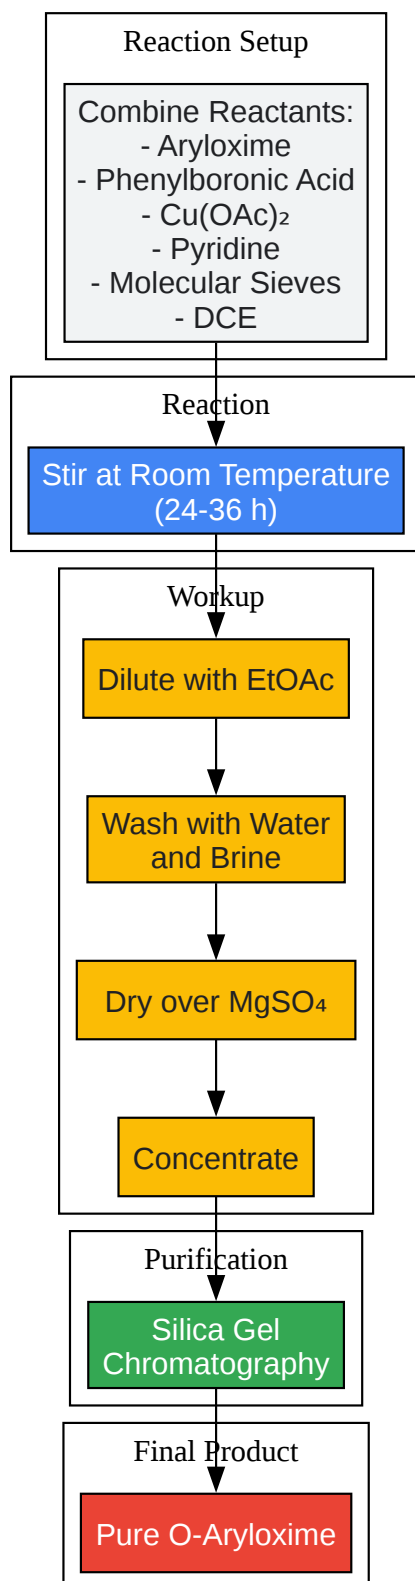 Reaction Setup
Combine Reactants:
- Aryloxime
- Phenylboronic Acid
- Cu(OAc)₂
- Pyridine
- Molecular Sieves
- DCE
Reaction
Stir at Room Temperature
(24-36 h)
Workup
Dilute with EtOAc
Wash with Water
and Brine
Dry over MgSO₄
Concentrate
Purification
Silica Gel
Chromatography
Final Product
Pure O-Aryloxime